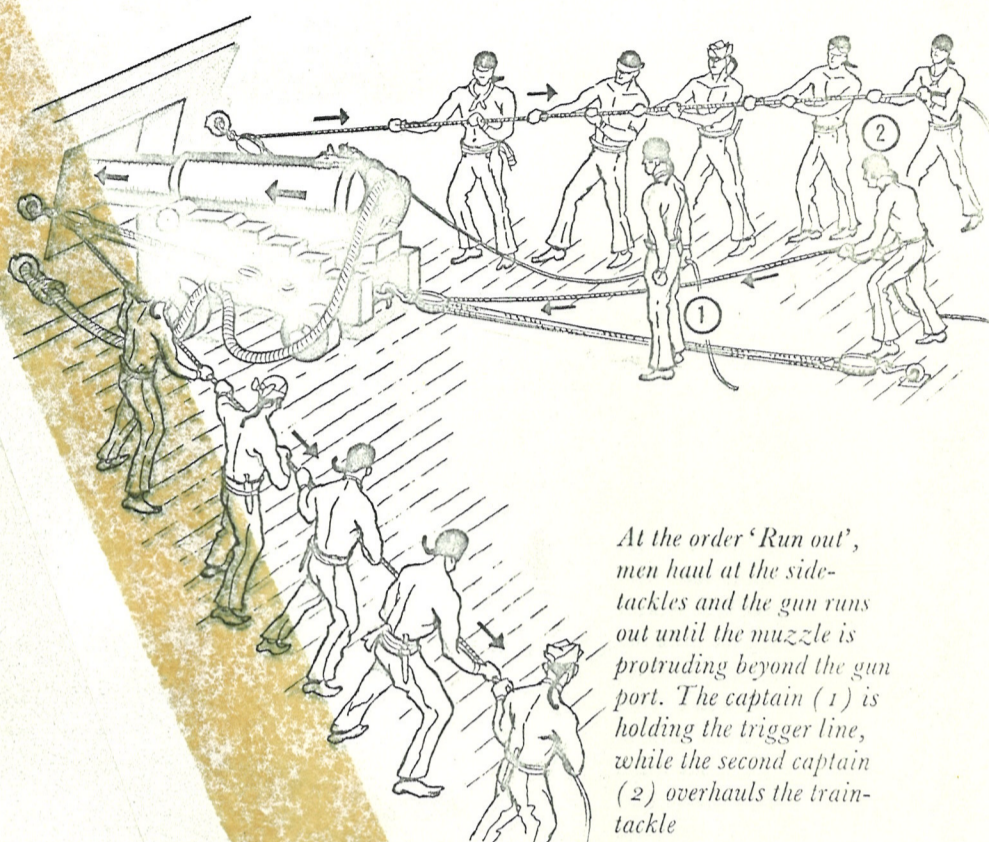 2
1
At the order ‘Run out’,
men haul at the side-
tackles and the gun runs
out until the muzzle is
protruding beyond the gun
port. The captain (1) is
holding the trigger line,
while the second captain
(2) overhauls the train-
tackle